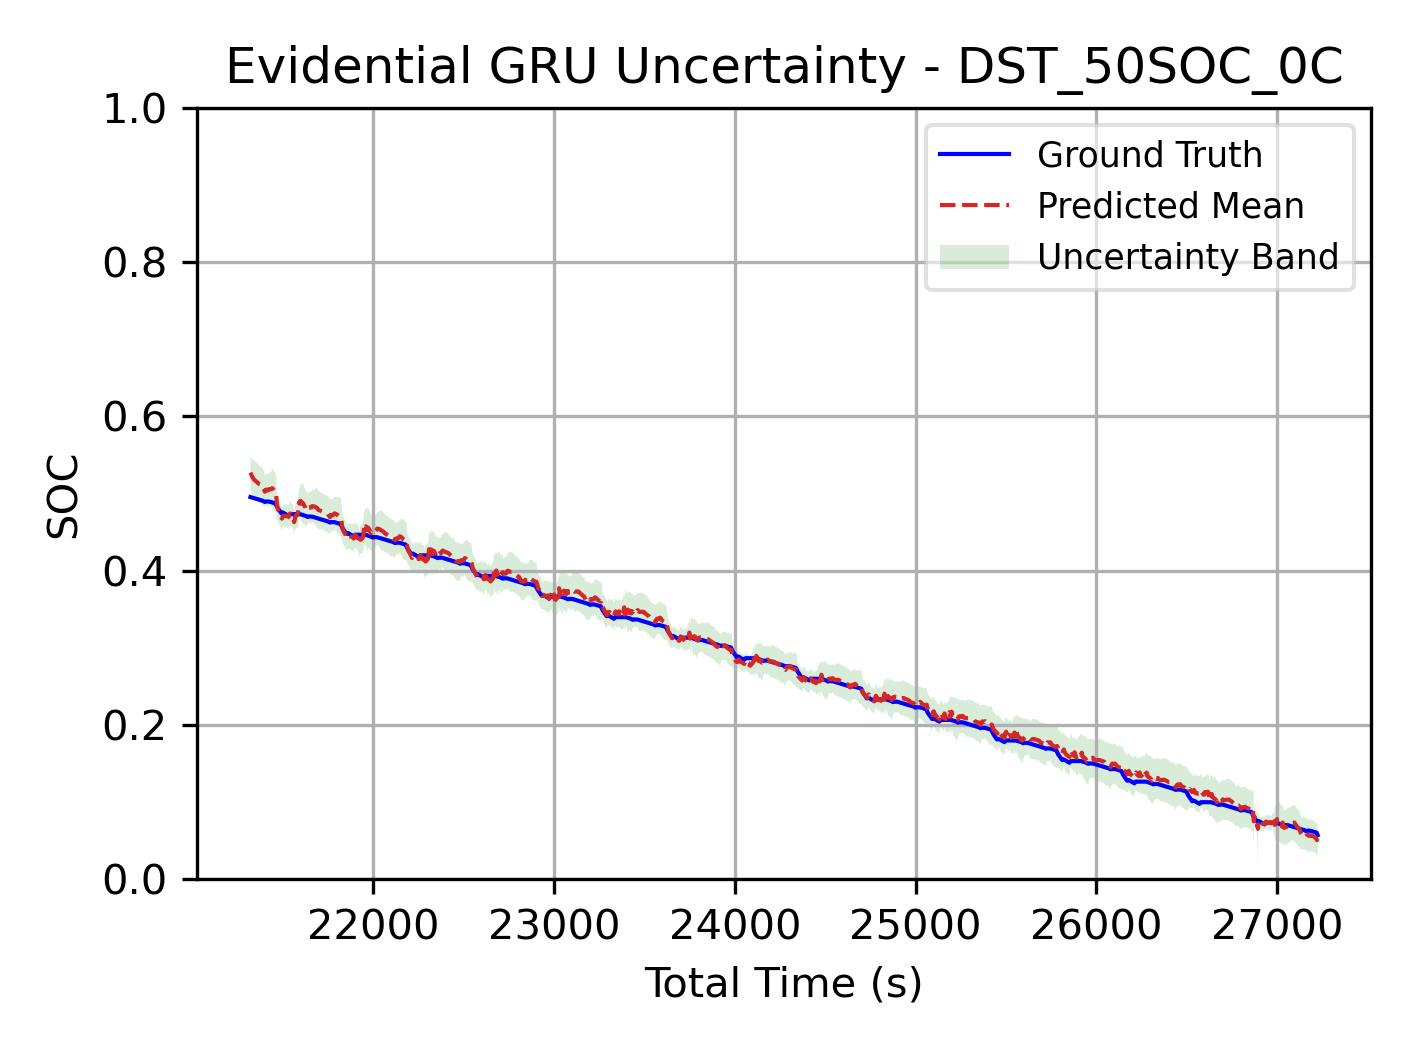 Evidential GRU Uncertainty - DST_50SOC_0C
1.0
0.8
0.6
0.4
0.2
0.0
SOC
Ground Truth
Predicted Mean
Uncertainty Band
22000 23000 24000 25000 26000 27000
Total Time (s)